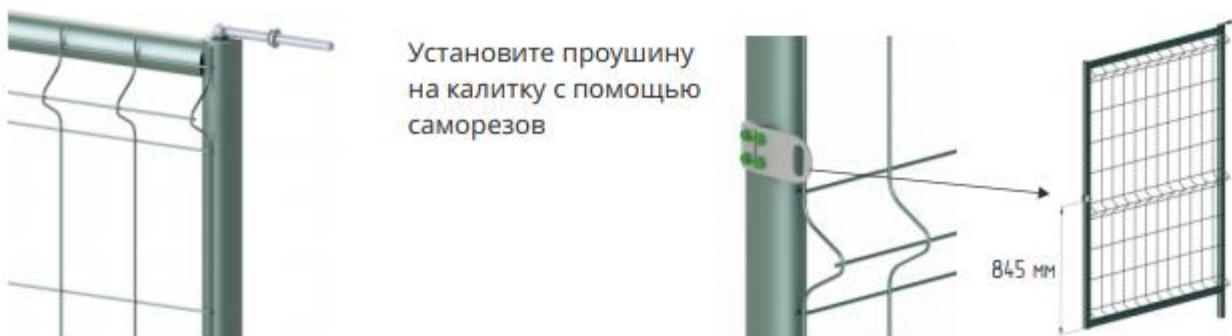 Установите проушину
на калитку с помощью
саморезов
845 мм